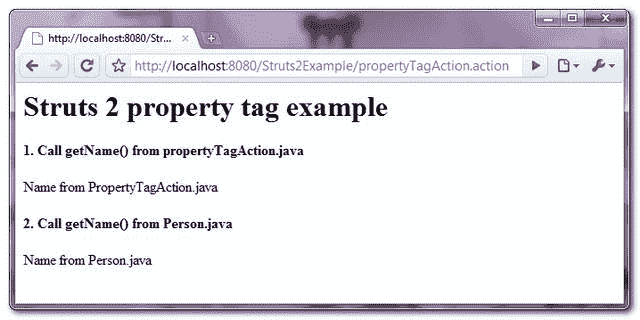 http://localhost:8080/Str...
http://localhost:8080/Struts2Example/propertyTagAction.action
Struts 2 property tag example
1. Call getName() from propertyTagAction.java
Name from PropertyTagAction.java
2. Call getName() from Person.java
Name from Person.java